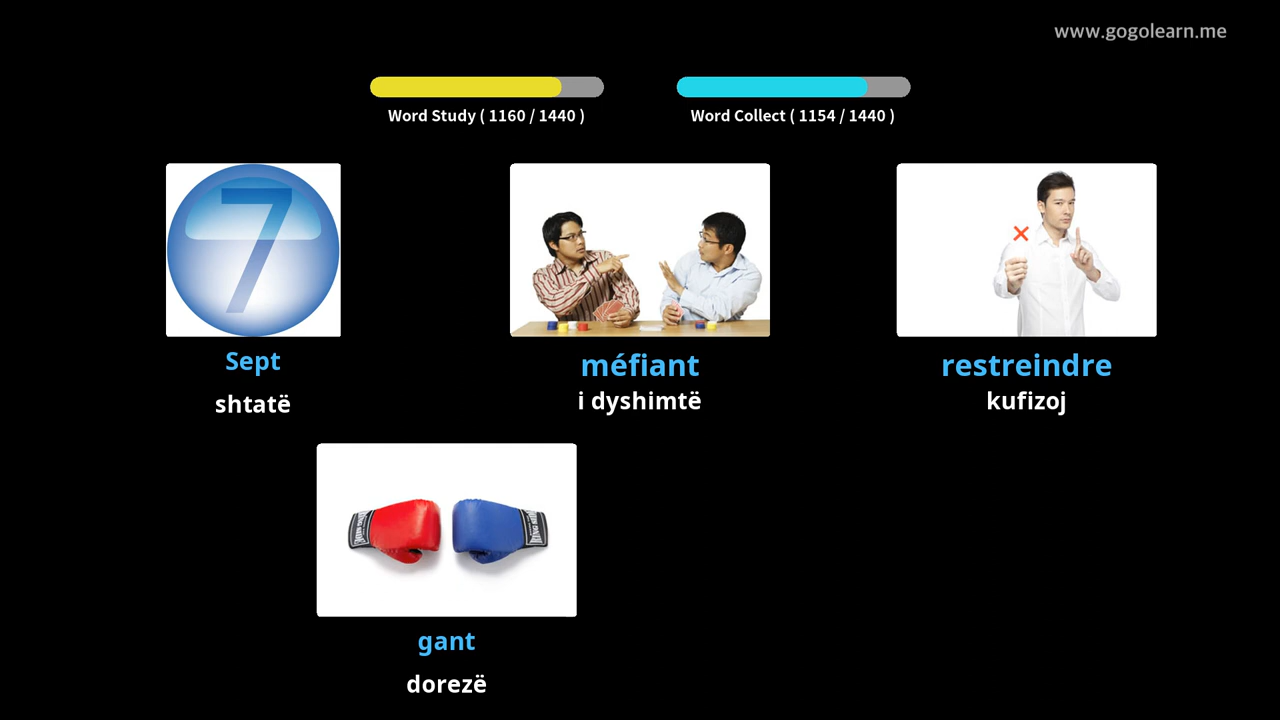 www.gogolearn.me
Word Study ( 1160 / 1440 )
Word Collect ( 1154 / 1440 )
7
Sept
shtatë
méfiant
i dyshimtë
restreindre
kufizoj
gant
dorezë